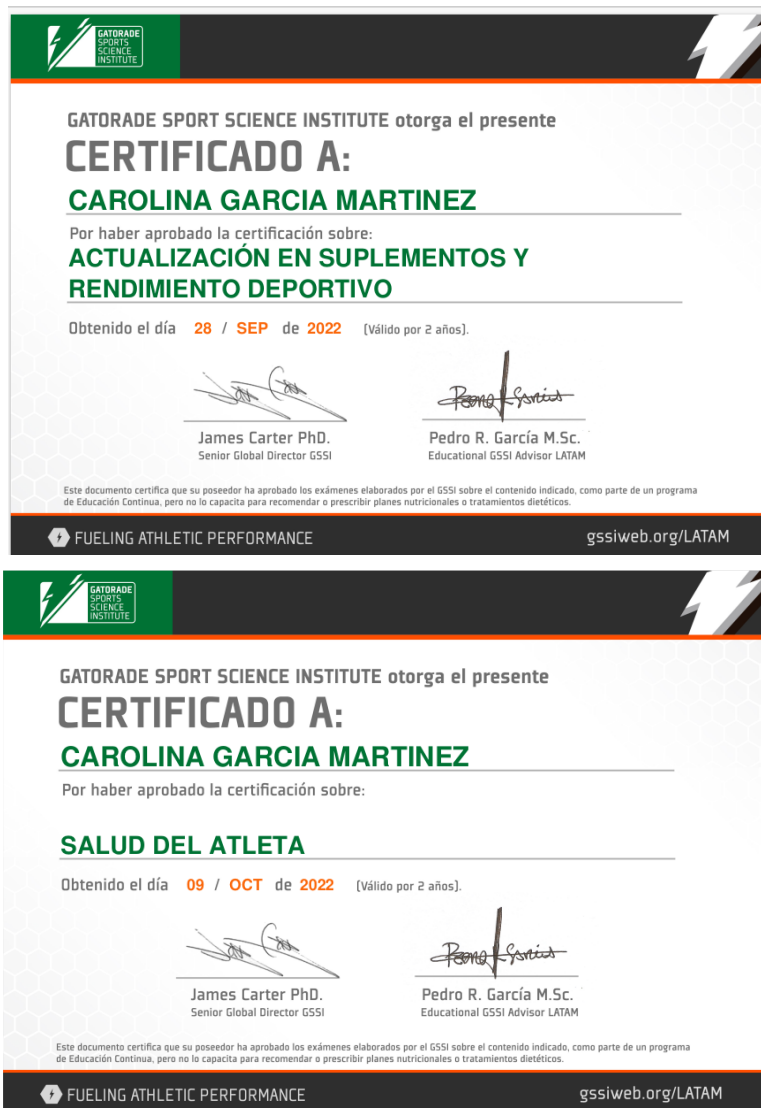 GATORADE
SPORTS
SCIENCE
INSTITUTE
GATORADE SPORT SCIENCE INSTITUTE otorga el presente
CERTIFICADO A:
CAROLINA GARCIA MARTINEZ
Por haber aprobado la certificación sobre:
ACTUALIZACIÓN EN SUPLEMENTOS Y
RENDIMIENTO DEPORTIVO
Obtenido el día 28 / SEP de 2022 (Válido por 2 años).
James Carter PhD.
Senior Global Director GSSI
Pedro R. García M.Sc.
Educational GSSI Advisor LATAM
Este documento certifica que su poseedor ha aprobado los exámenes elaborados por el GSSI sobre el contenido indicado, como parte de un programa
de Educación Continua, pero no lo capacita para recomendar o prescribir planes nutricionales o tratamientos dietéticos.
FUELING ATHLETIC PERFORMANCE
gssiweb.org/LATAM
GATORADE
SPORTS
SCIENCE
INSTITUTE
GATORADE SPORT SCIENCE INSTITUTE otorga el presente
CERTIFICADO A:
CAROLINA GARCIA MARTINEZ
Por haber aprobado la certificación sobre:
SALUD DEL ATLETA
Obtenido el día 09 / OCT de 2022 (Válido por 2 años).
James Carter PhD.
Senior Global Director GSSI
Pedro R. García M.Sc.
Educational GSSI Advisor LATAM
Este documento certifica que su poseedor ha aprobado los exámenes elaborados por el GSSI sobre el contenido indicado, como parte de un programa
de Educación Continua, pero no lo capacita para recomendar o prescribir planes nutricionales o tratamientos dietéticos.
FUELING ATHLETIC PERFORMANCE
gssiweb.org/LATAM